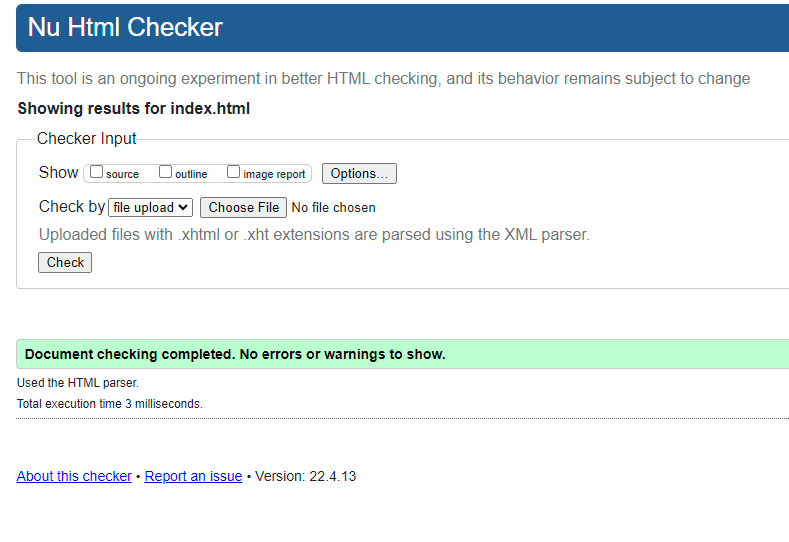 Nu Html Checker
This tool is an ongoing experiment in better HTML checking, and its behavior remains subject to change
Showing results for index.html
Checker Input
Show source outline image report Options...
Check by file upload Choose File No file chosen
Uploaded files with .xhtml or .xht extensions are parsed using the XML parser.
Check
Document checking completed. No errors or warnings to show.
Used the HTML parser.
Total execution time 3 milliseconds.
About this checker • Report an issue • Version: 22.4.13